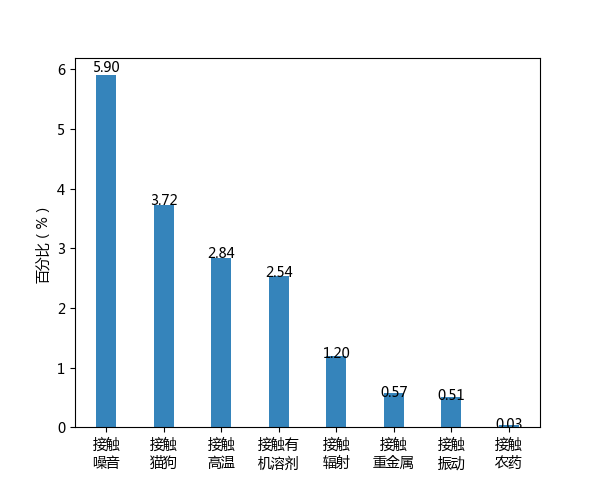 5.90
3.72
2.84
2.54
1.20
0.57
0.51
0.03
6
5
4
3
2
1
0
百分比（%）
接触
噪音
接触
猫狗
接触
高温
接触有
机溶剂
接触
辐射
接触
重金属
接触
振动
接触
农药